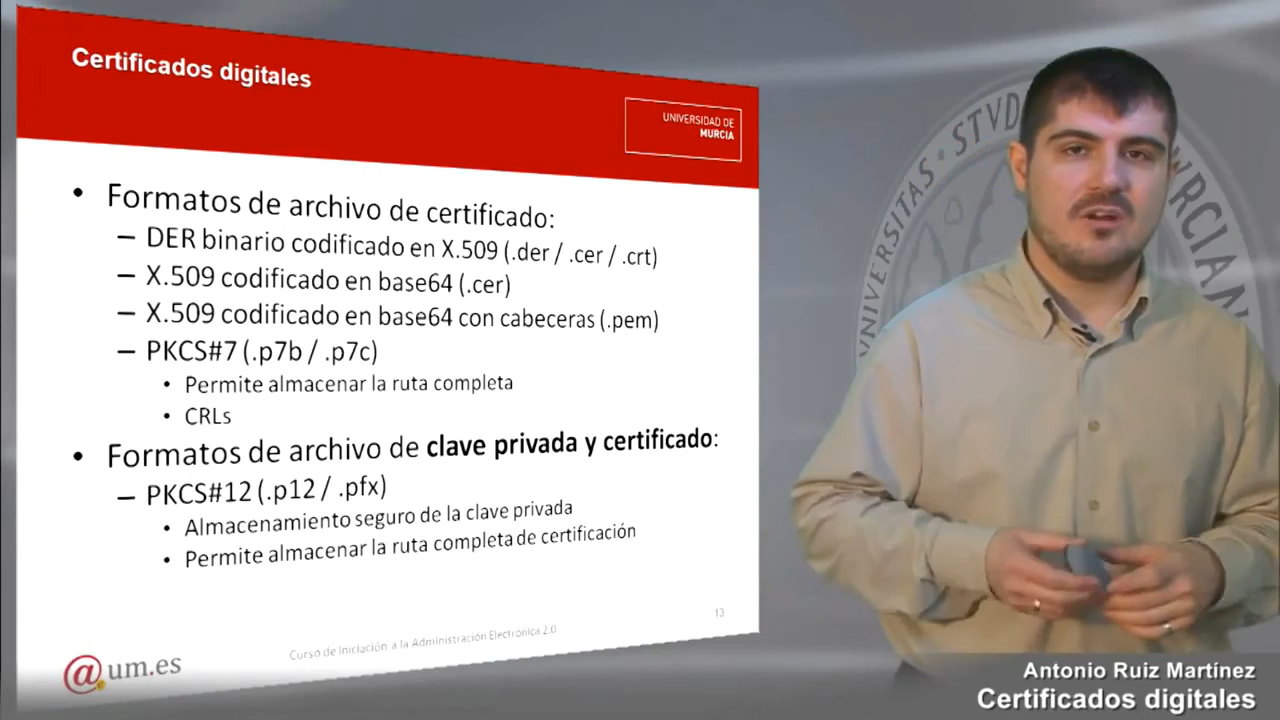 Certificados digitales
UNIVERSIDAD DE
MURCIA
• Formatos de archivo de certificado:
– DER binario codificado en X.509 (.der / .cer / .crt)
– X.509 codificado en base64 (.cer)
– X.509 codificado en base64 con cabeceras (.pem)
– PKCS#7 (.p7b / .p7c)
• Permite almacenar la ruta completa
• CRLs
• Formatos de archivo de clave privada y certificado:
– PKCS#12 (.p12 / .pfx)
• Almacenamiento seguro de la clave privada
• Permite almacenar la ruta completa de certificación
13
Curso de Iniciación a la Administración Electrónica 2.0
@um.es
UNIVERSITAS · STVD
RCIANA
Antonio Ruiz Martínez
Certificados digitales